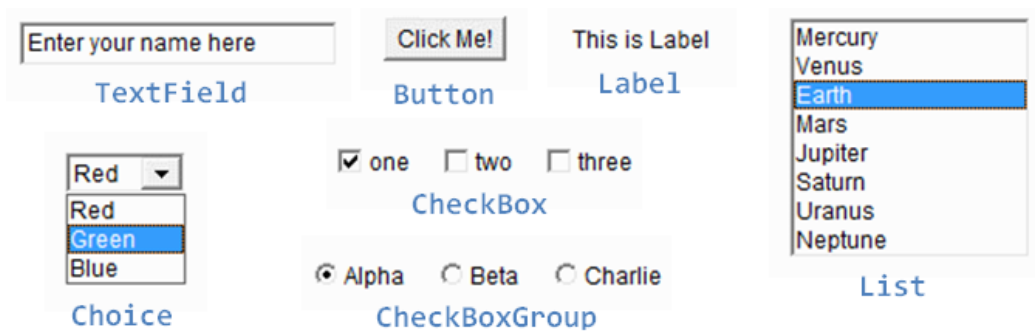 Enter your name here
TextField
Click Me!
Button
This is Label
Label
Mercury
Venus
Earth
Mars
Jupiter
Saturn
Uranus
Neptune
List
Red
Red
Green
Blue
Choice
one two three
CheckBox
Alpha Beta Charlie
CheckBoxGroup